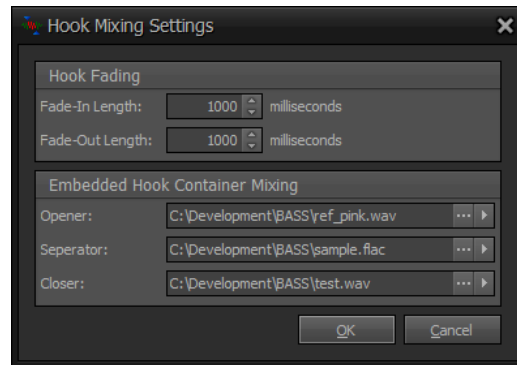 Hook Mixing Settings
Hook Fading
Fade-In Length: 1000 milliseconds
Fade-Out Length: 1000 milliseconds
Embedded Hook Container Mixing
Opener: C:\Development\BASS\ref_pink.wav ...
Seperator: C:\Development\BASS\sample.flac ...
Closer: C:\Development\BASS\test.wav ...
OK Cancel